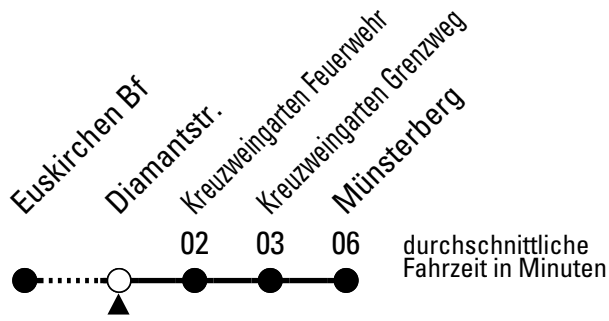 Euskirchen Bf
Diamantstr.
Kreuzweingarten Feuerwehr
Kreuzweingarten Grenzweg
Münsterberg
02 03 06
durchschnittliche
Fahrzeit in Minuten